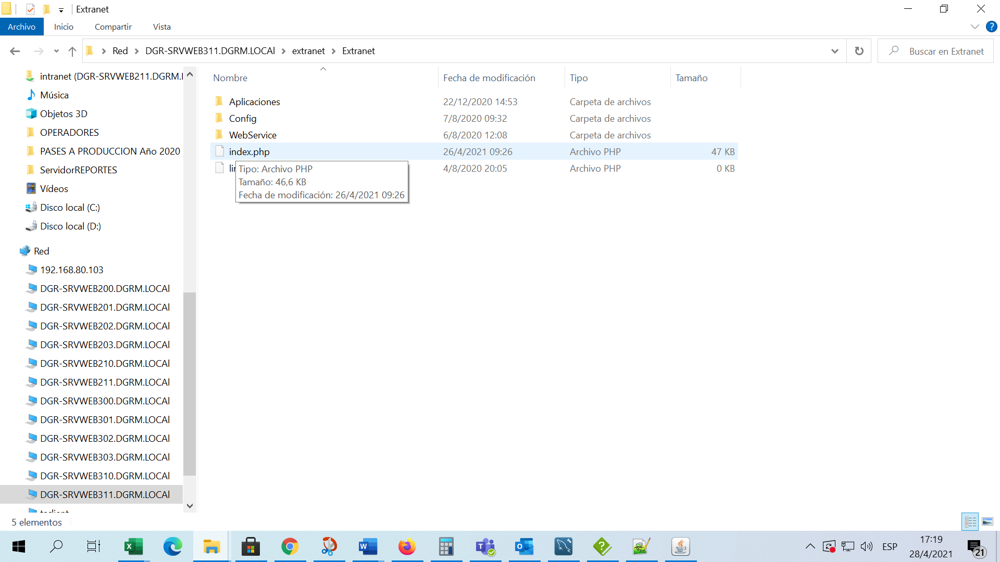 Extranet
Archivo Inicio Compartir Vista
Red DGR-SRVWEB311.DGRM.LOCAl extranet Extranet
Buscar en Extranet
intranet (DGR-SRVWEB211.DGRM.l
Música
Objetos 3D
OPERADORES
PASES A PRODUCCION Año 2020
ServidorREPORTES
Vídeos
Disco local (C:)
Disco local (D:)
Red
192.168.80.103
DGR-SRVWEB200.DGRM.LOCAl
DGR-SRVWEB201.DGRM.LOCAl
DGR-SRVWEB202.DGRM.LOCAl
DGR-SRVWEB203.DGRM.LOCAl
DGR-SRVWEB210.DGRM.LOCAl
DGR-SRVWEB211.DGRM.LOCAl
DGR-SRVWEB300.DGRM.LOCAl
DGR-SRVWEB301.DGRM.LOCAl
DGR-SRVWEB302.DGRM.LOCAl
DGR-SRVWEB303.DGRM.LOCAl
DGR-SRVWEB310.DGRM.LOCAl
DGR-SRVWEB311.DGRM.LOCAl
Nombre Fecha de modificación Tipo Tamaño
Aplicaciones 22/12/2020 14:53 Carpeta de archivos
Config 7/8/2020 09:32 Carpeta de archivos
WebService 6/8/2020 12:08 Carpeta de archivos
index.php 26/4/2021 09:26 Archivo PHP 47 KB
4/8/2020 20:05 Archivo PHP 0 KB
Tipo: Archivo PHP
Tamaño: 46,6 KB
Fecha de modificación: 26/4/2021 09:26
5 elementos
ESP
17:19
28/4/2021
21